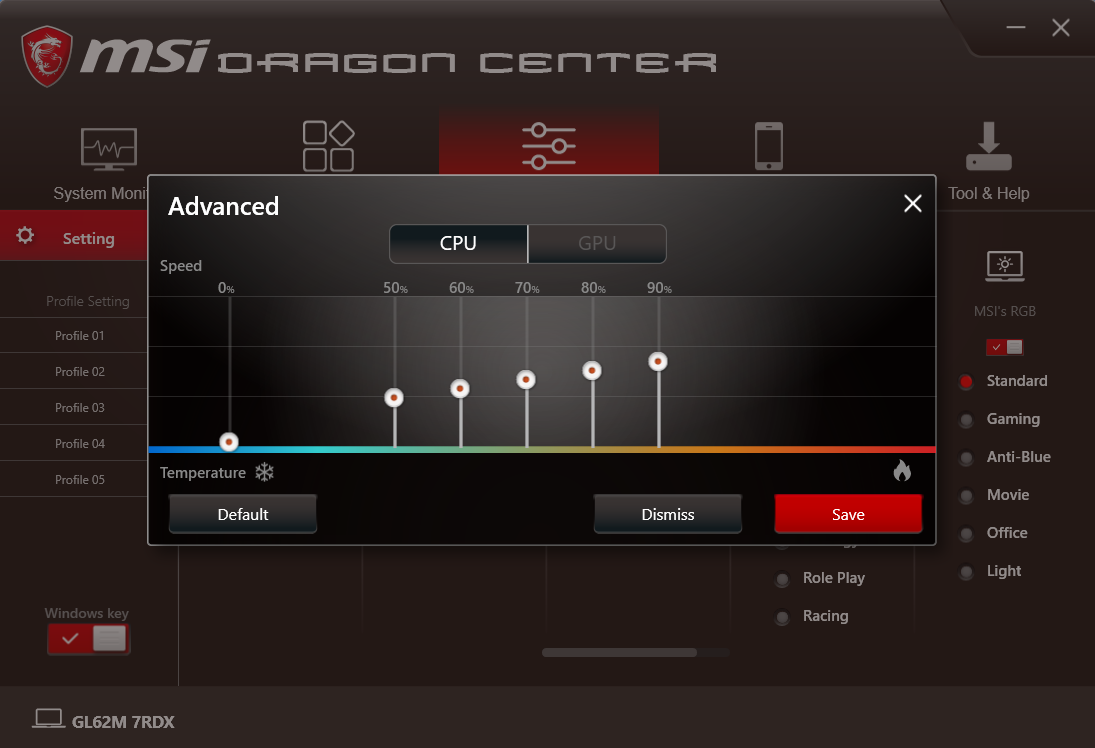 msi DRAGON CENTER
System Moni
Tool & Help
Setting
Profile Setting
Profile 01
Profile 02
Profile 03
Profile 04
Profile 05
Windows key
GL62M 7RDX
Advanced
CPU GPU
Speed
0% 50% 60% 70% 80% 90%
Temperature
Default Dismiss Save
Role Play
Racing
MSI's RGB
Standard
Gaming
Anti-Blue
Movie
Office
Light